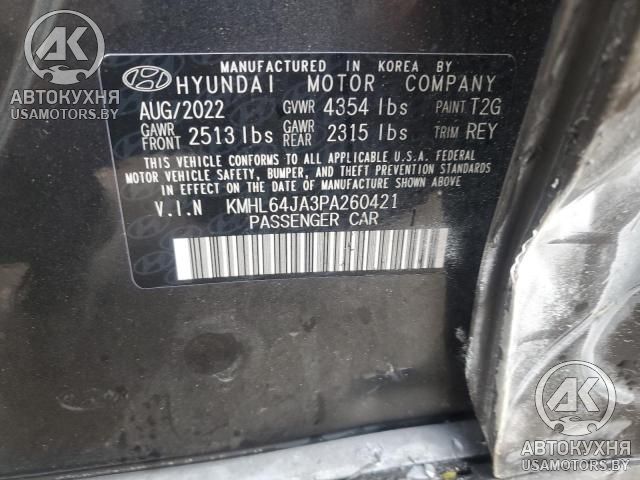 MANUFACTURED IN KOREA BY
HYUNDAI MOTOR COMPANY
AUG/2022 GVWR 4354 lbs PAINT T2G
GAWR FRONT 2513 lbs GAWR REAR 2315 lbs TRIM REY
THIS VEHICLE CONFORMS TO ALL APPLICABLE U.S.A. FEDERAL
MOTOR VEHICLE SAFETY, BUMPER, AND THEFT PREVENTION STANDARDS
IN EFFECT ON THE DATE OF MANUFACTURE SHOWN ABOVE.
V.I.N KMHL64JA3PA260421
PASSENGER CAR
АК
АВТОКУХНЯ
USAMOTORS.BY
АК
АВТОКУХНЯ
USAMOTORS.BY